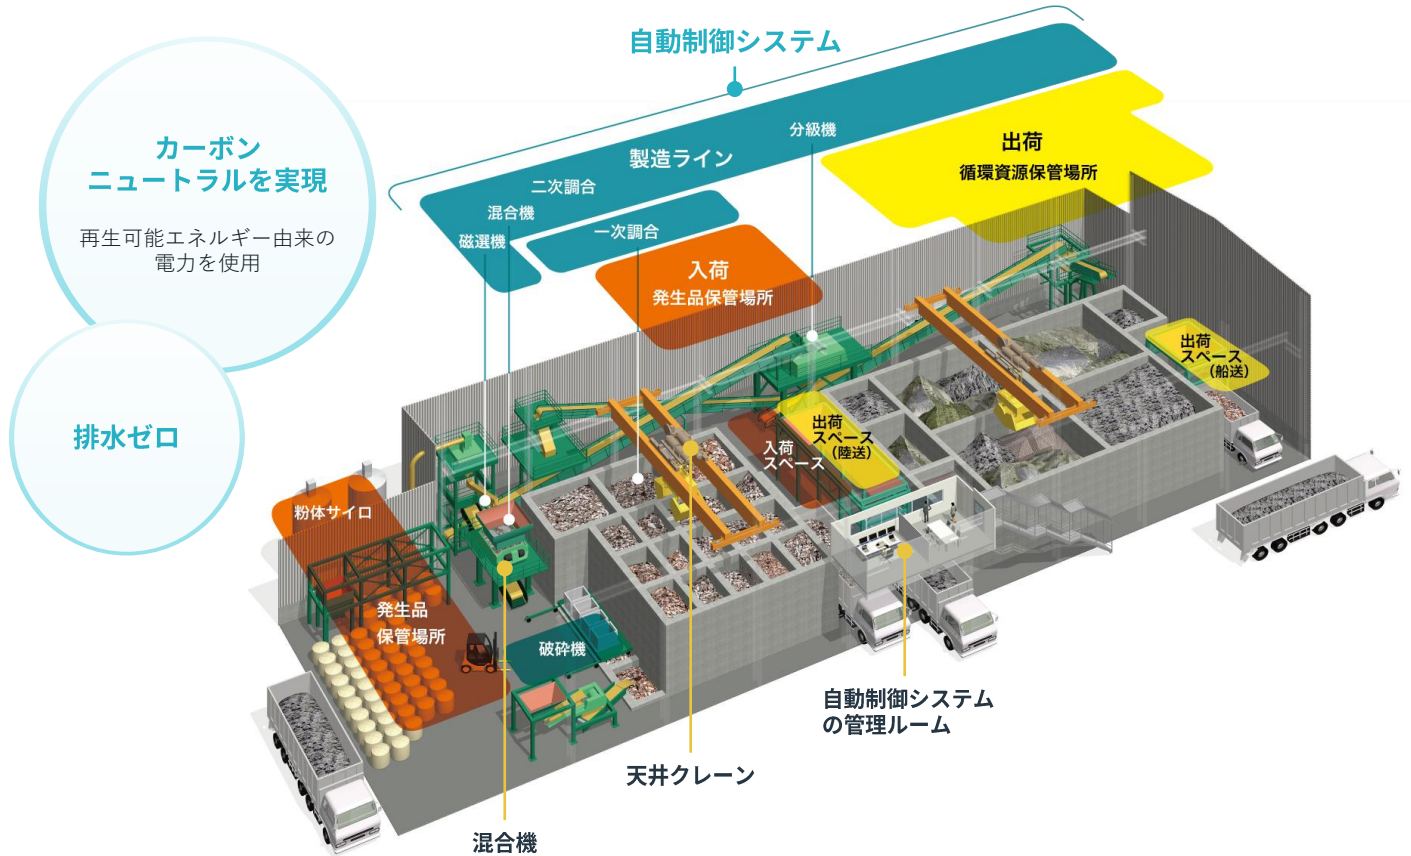 自動制御システム
カーボン
ニュートラルを実現
再生可能エネルギー由来の
電力を使用
排水ゼロ
分級機
製造ライン
二次調合
混合機
磁選機
一次調合
出荷
循環資源保管場所
入荷
発生品保管場所
出荷
スペース
（船送）
出荷
スペース
（陸送）
入荷
スペース
粉体サイロ
発生品
保管場所
破砕機
自動制御システム
の管理ルーム
天井クレーン
混合機